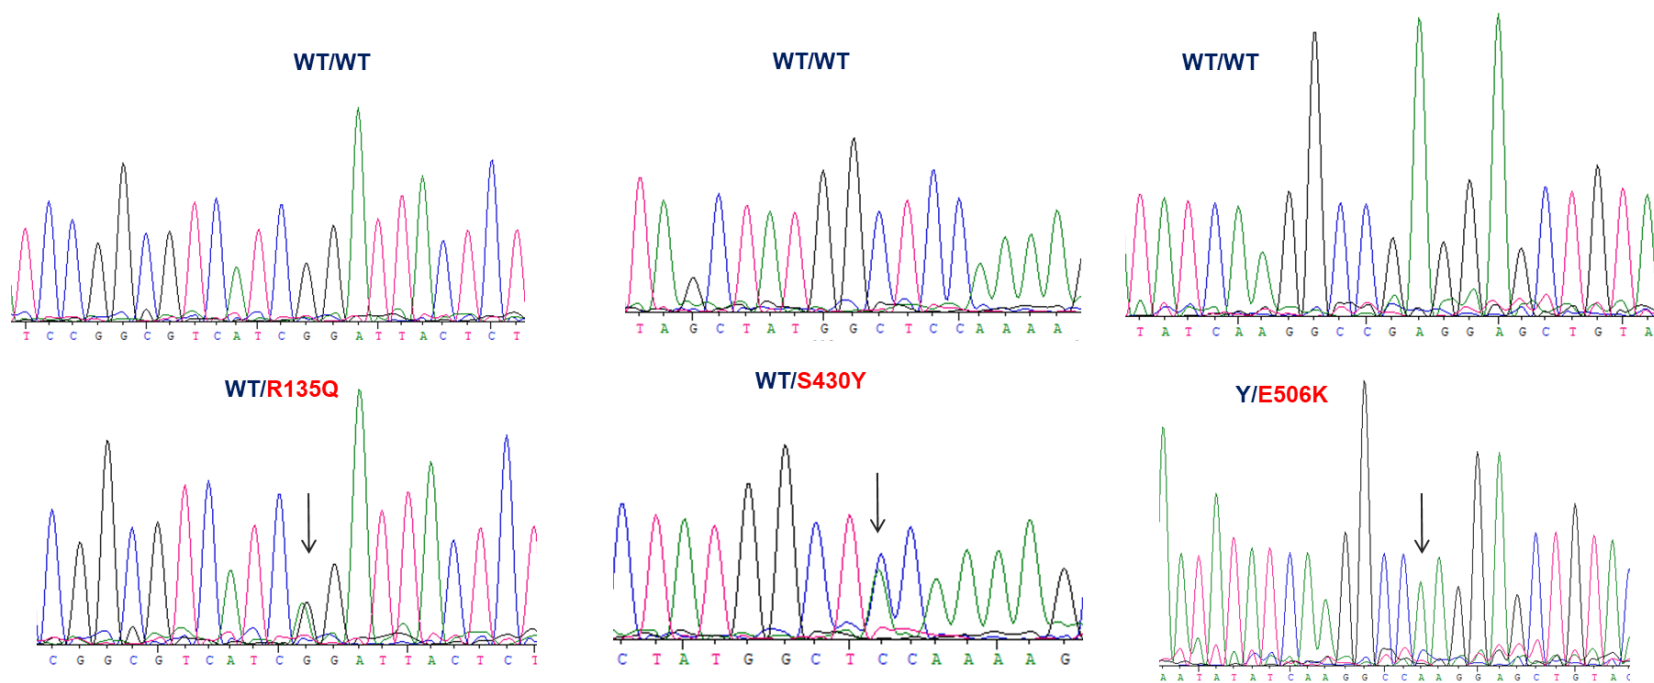 WT/WT
T C C G G C G T C A T C G G A T T A C T C T
WT/WT
T A G C T A T G G C T C C A A A A
WT/WT
T A T C A A G G C C G A G G A G C T G T A
WT/R135Q
C G G C G T C A T C G G A T T A C T C T
WT/S430Y
C T A T G G C T C C A A A A G
Y/E506K
A A T A T A T C A A G G C C A A G G A G C T G T A C